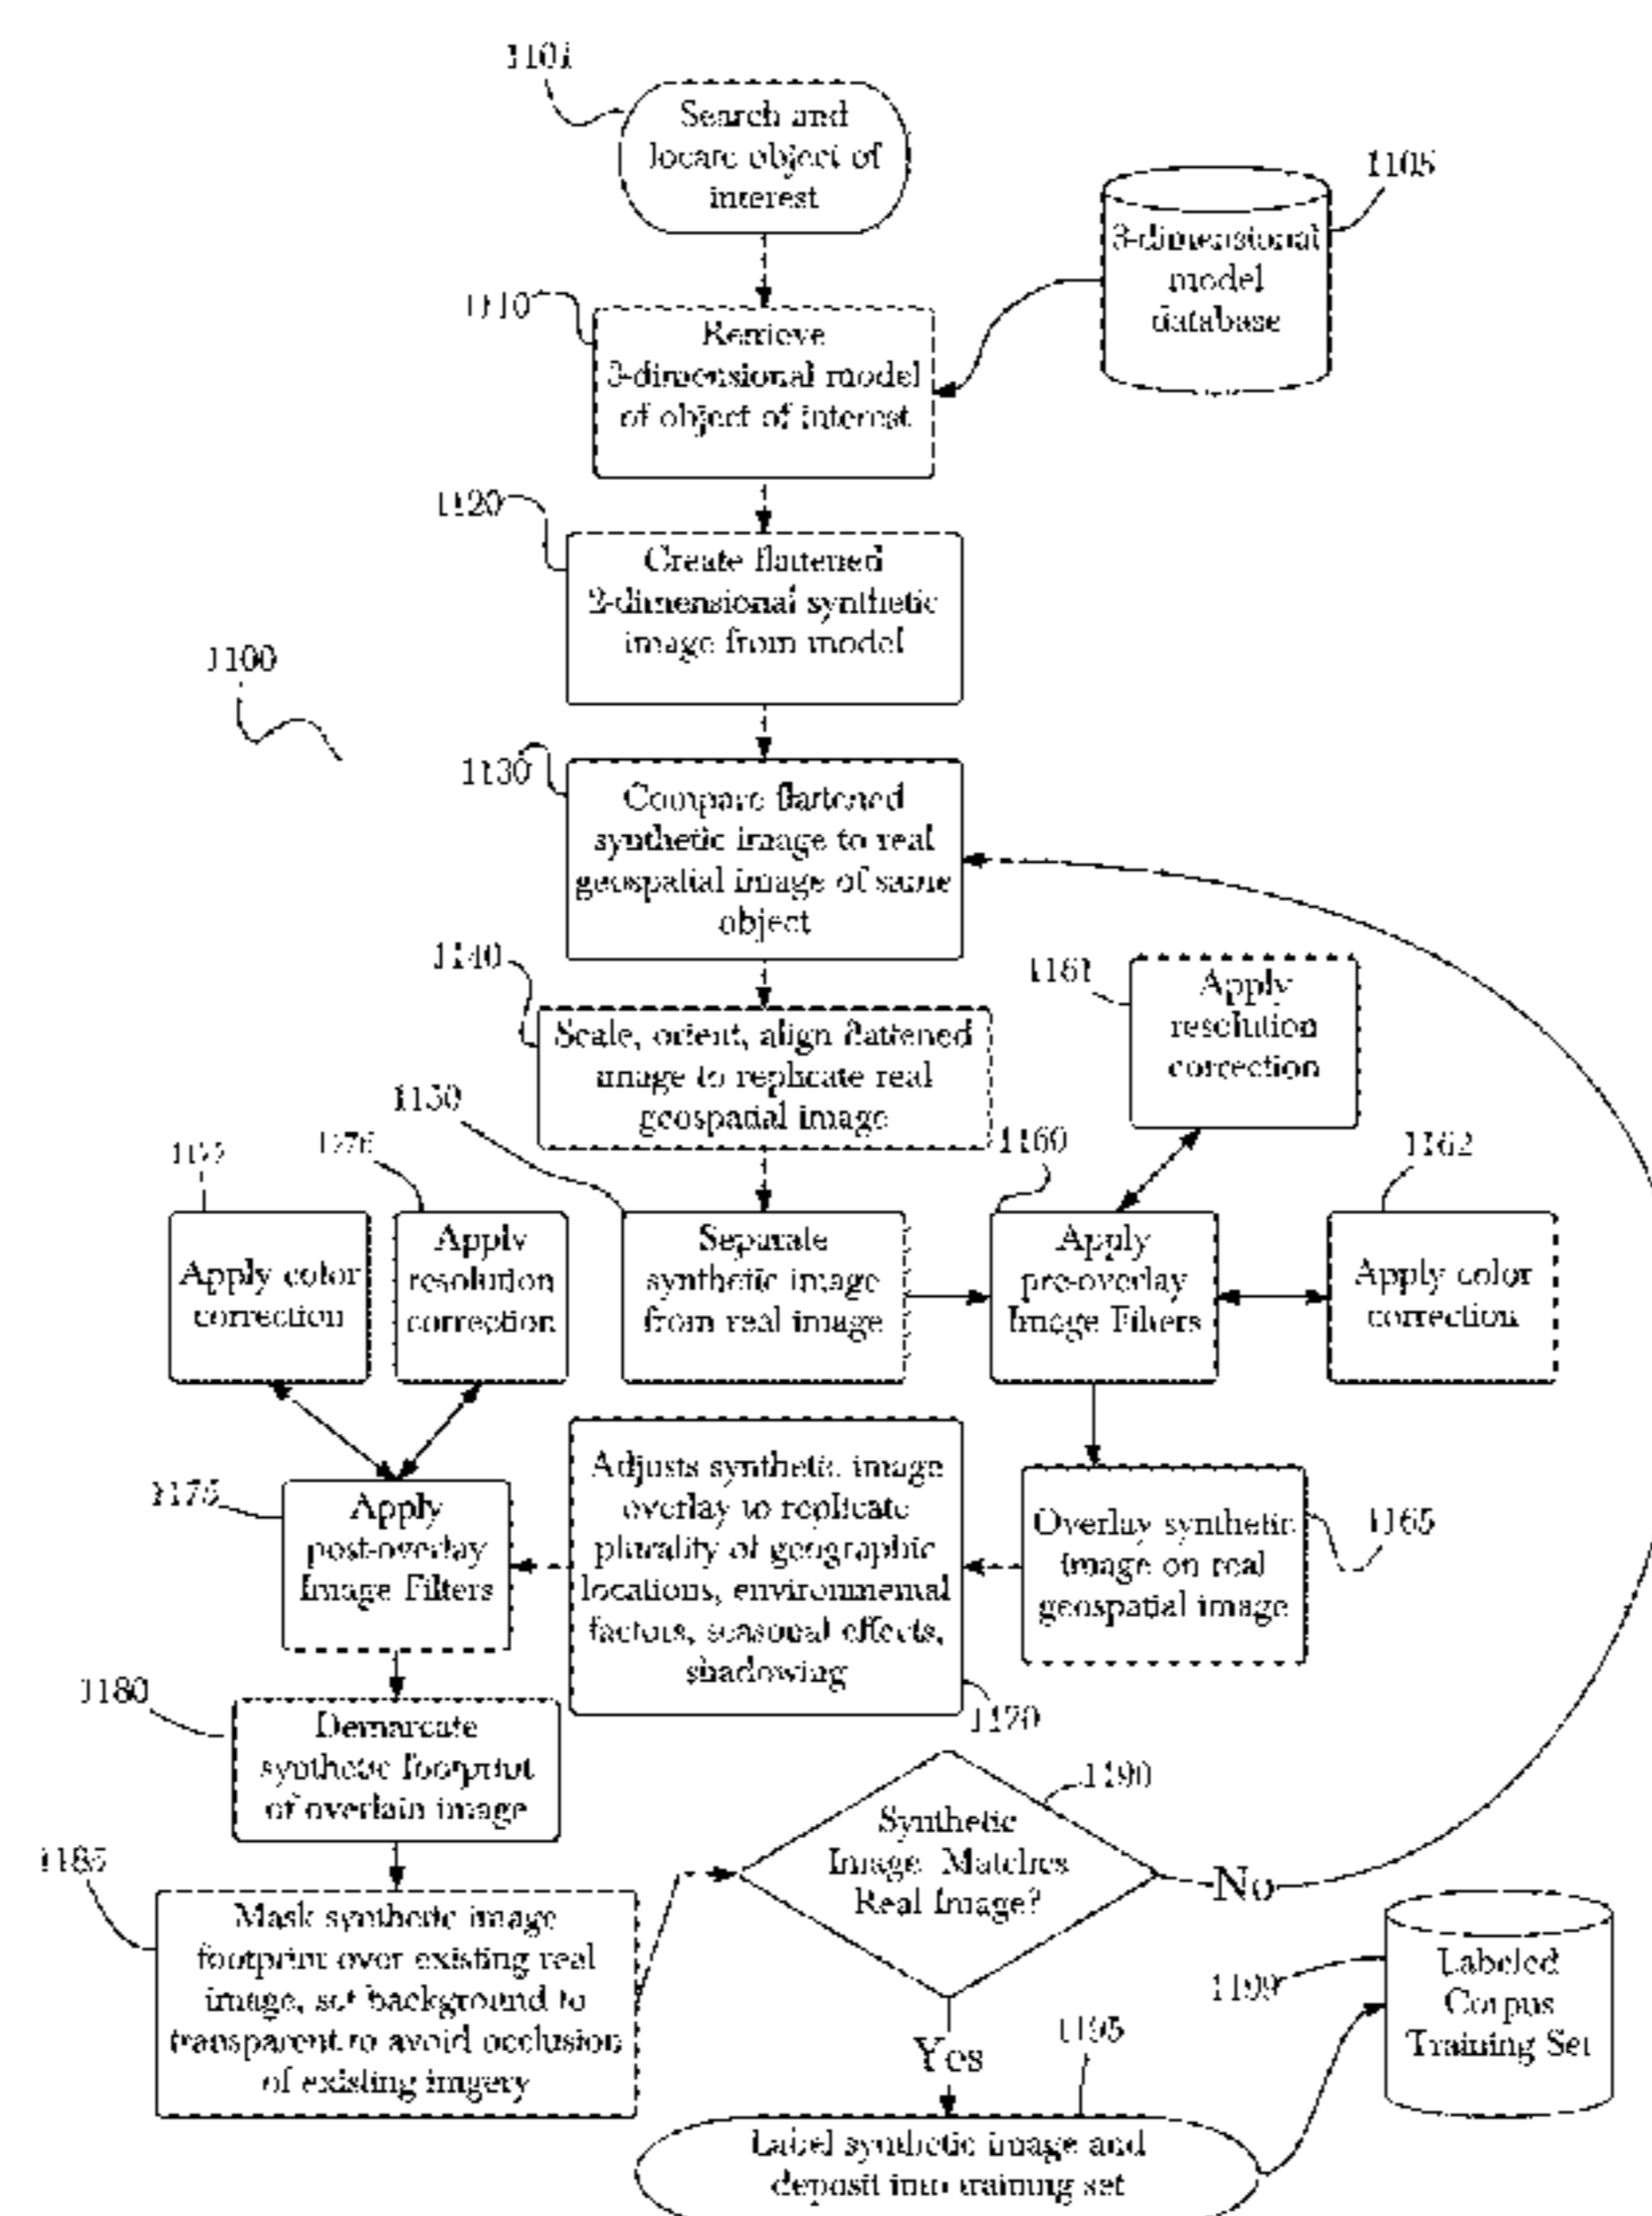 1101
Search and
locate object of
interest
1105
3-dimensional
model
database
1110
Retrieve
3-dimensional model
of object of interest
1120
Create flattened
2-dimensional synthetic
image from model
1100
1130
Compare flattened
synthetic image to real
geospatial image of same
object
1140
Scale, orient, align flattened
image to replicate real
geospatial image
1161
Apply
resolution
correction
1150
1160
1162
1177
1176
Apply color
correction
Apply
resolution
correction
Separate
synthetic image
from real image
Apply
pre-overlay
Image Filters
Apply color
correction
1175
Apply
post-overlay
Image Filters
Adjusts synthetic image
overlay to replicate
plurality of geographic
locations, environmental
factors, seasonal effects,
shadowing
1170
Overlay synthetic
image on real
geospatial image
1165
1180
Demarcate
synthetic footprint
of overlain image
1185
Mask synthetic image
footprint over existing real
image, set background to
transparent to avoid occlusion
of existing imgery
1190
Synthetic
Image Matches
Real Image?
No
Yes
1195
Label synthetic image and
deposit into training set
1199
Labeled
Corpus
Training Set